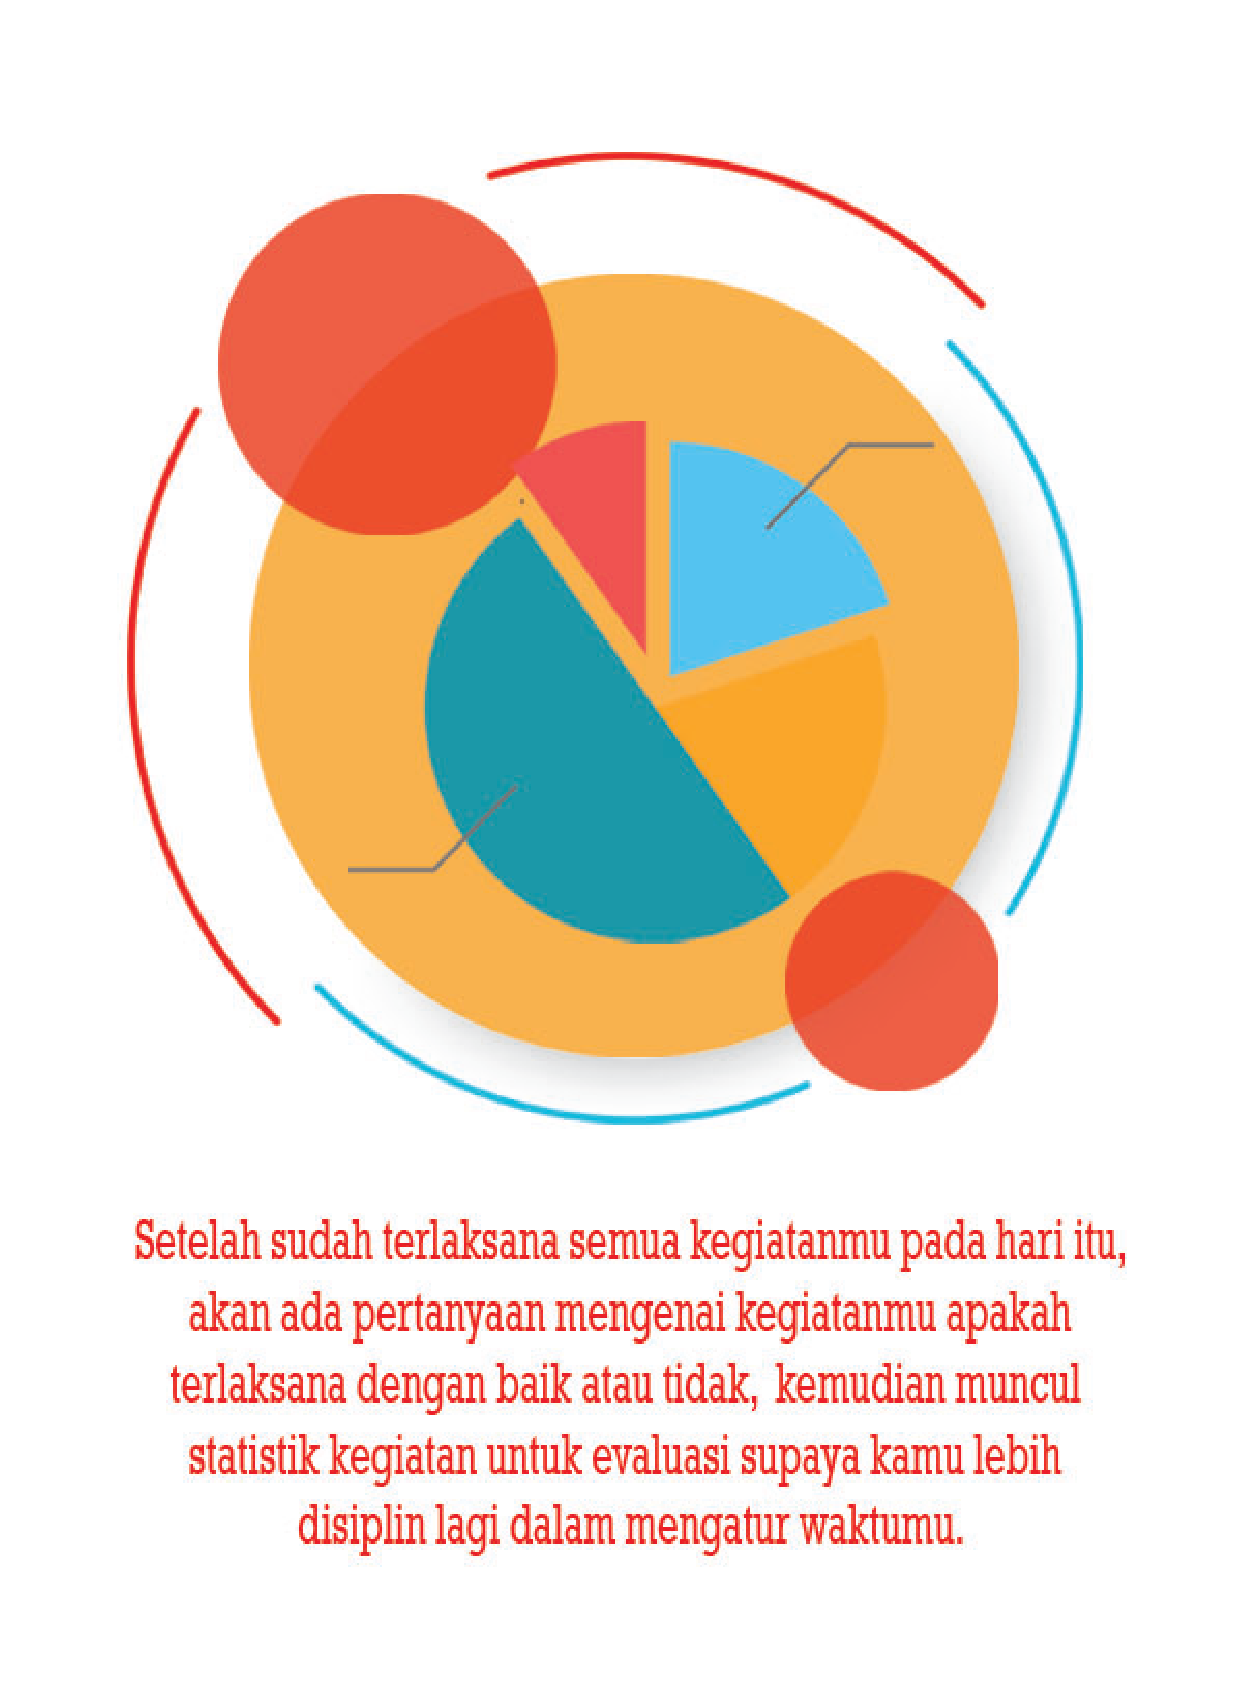 Setelah sudah terlaksana semua kegiatanmu pada hari itu,
akan ada pertanyaan mengenai kegiatanmu apakah
terlaksana dengan baik atau tidak, kemudian muncul
statistik kegiatan untuk evaluasi supaya kamu lebih
disiplin lagi dalam mengatur waktumu.